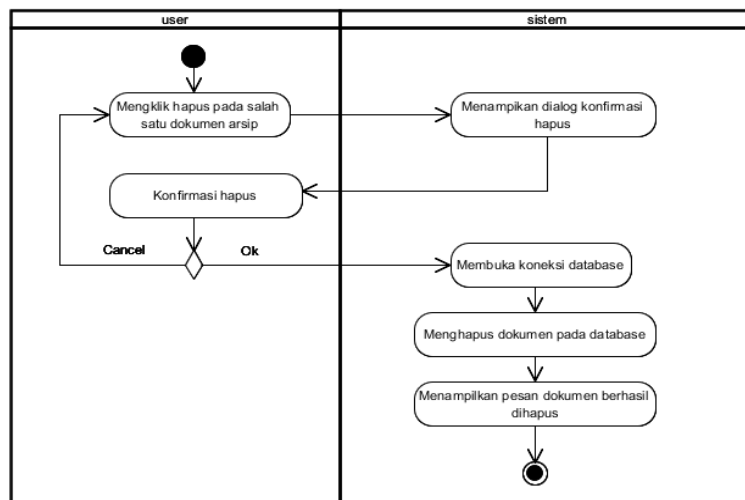 user
sistem
Mengklik hapus pada salah
satu dokumen arsip
Menampikan dialog konfirmasi
hapus
Konfirmasi hapus
Cancel
Ok
Membuka koneksi database
Menghapus dokumen pada database
Menampilkan pesan dokumen berhasil
dihapus